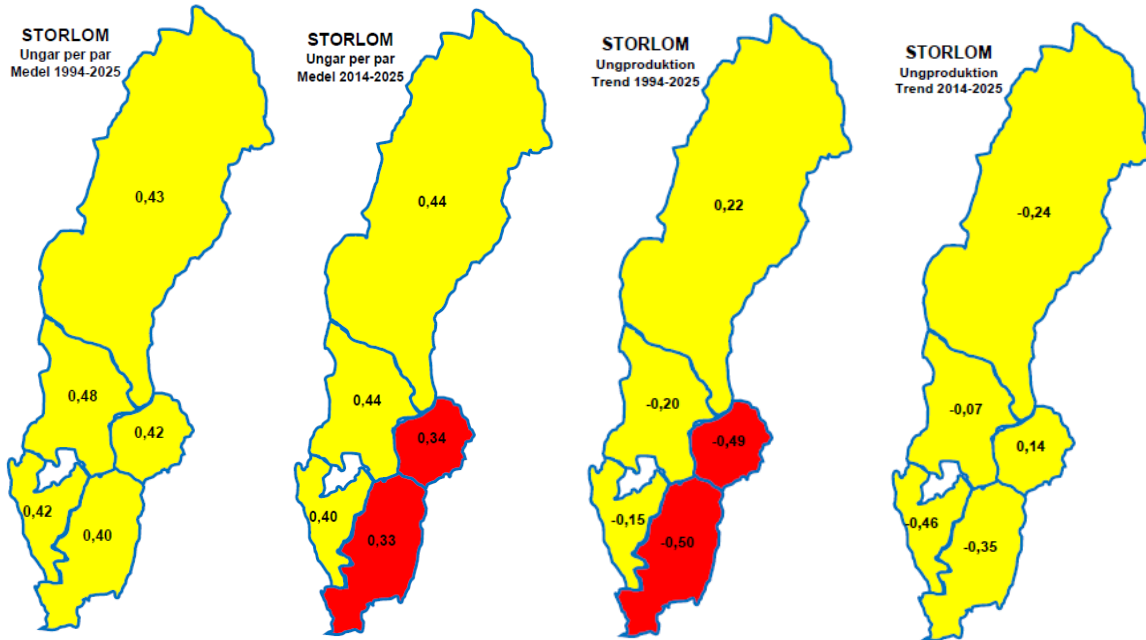 STORLOM
Ungar per par
Medel 1994-2025
0,43
0,48
0,42
0,42
0,40
STORLOM
Ungar per par
Medel 2014-2025
0,44
0,44
0,34
0,40
0,33
STORLOM
Ungproduktion
Trend 1994-2025
0,22
-0,20
-0,49
-0,15
-0,50
STORLOM
Ungproduktion
Trend 2014-2025
-0,24
-0,07
0,14
-0,46
-0,35